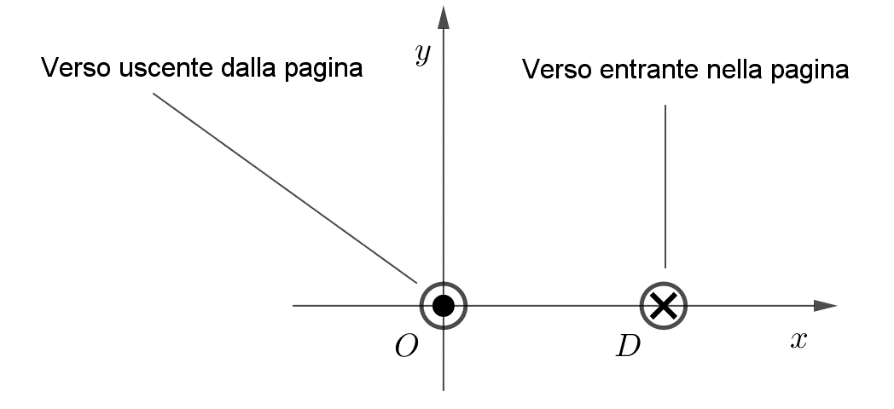 y
Verso uscente dalla pagina
Verso entrante nella pagina
O
D
x